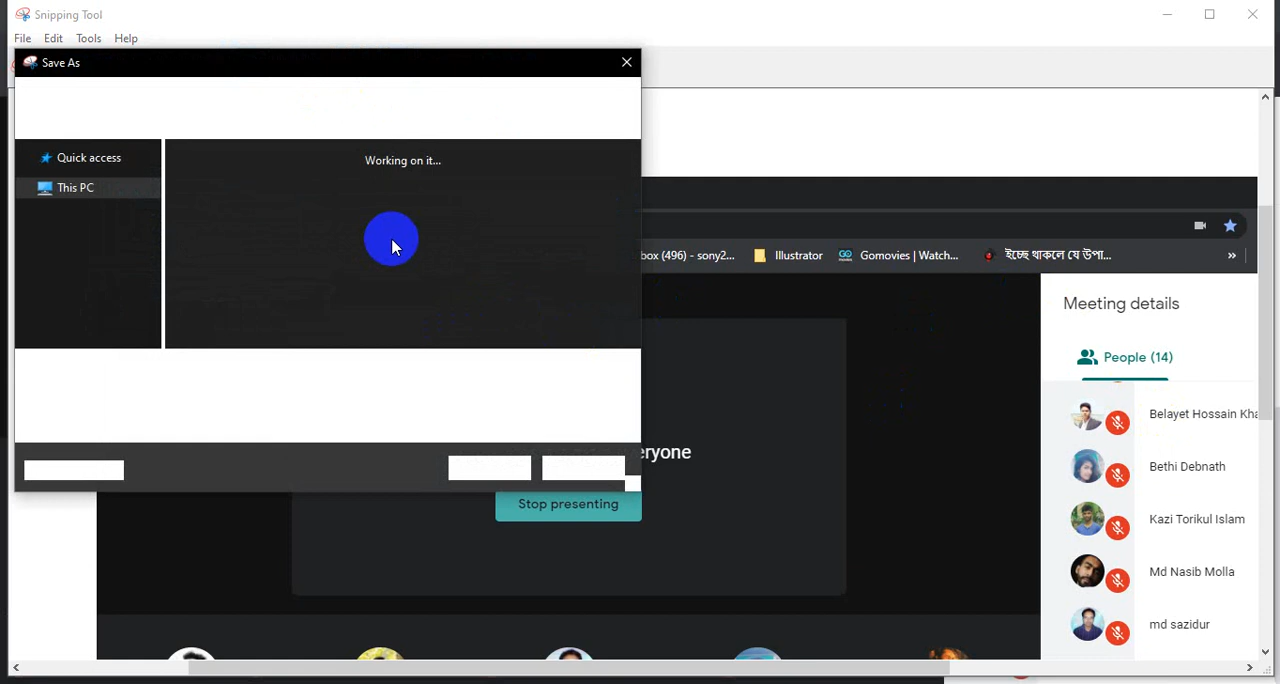 Snipping Tool
File Edit Tools Help
Save As
Quick access
This PC
Working on it...
box (496) - sony2... Illustrator Gomovies | Watch... ইচ্ছে থাকলে যে উপা... »
Meeting details
People (14)
Belayet Hossain Kha
Bethi Debnath
Kazi Torikul Islam
Md Nasib Molla
md sazidur
eryone
Stop presenting